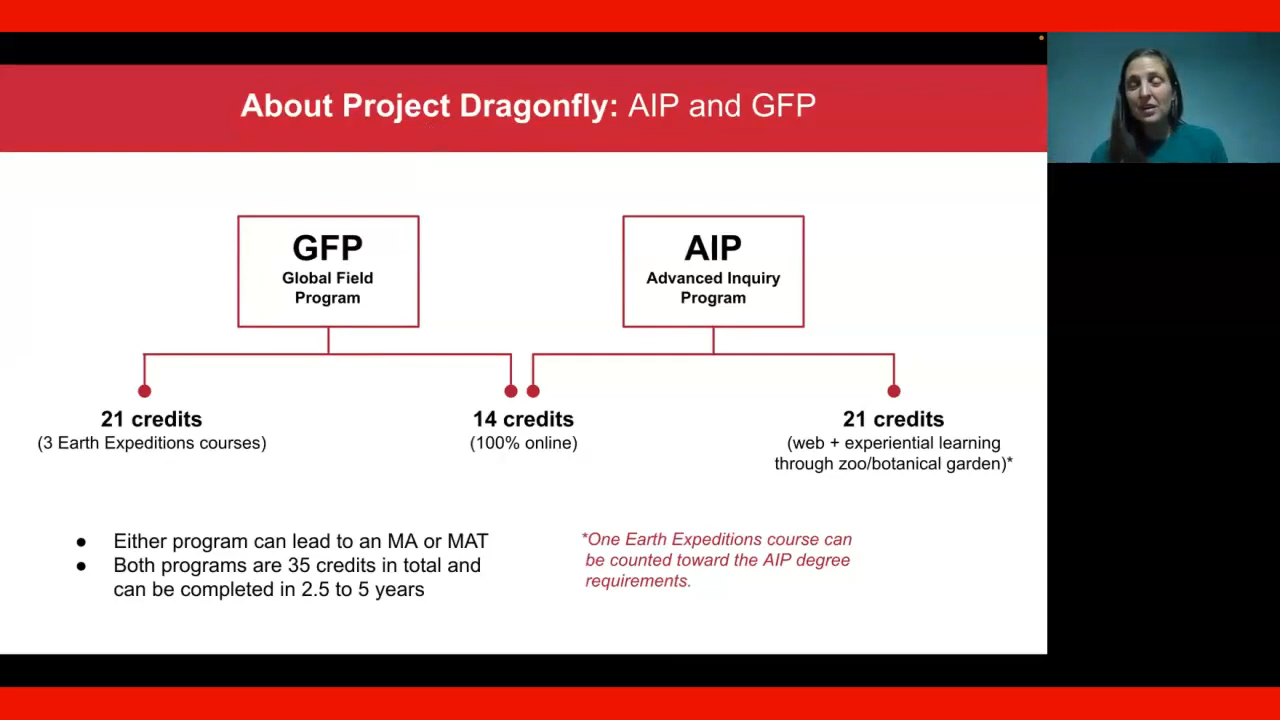 About Project Dragonfly: AIP and GFP
GFP
Global Field
Program
AIP
Advanced Inquiry
Program
21 credits
(3 Earth Expeditions courses)
14 credits
(100% online)
21 credits
(web + experiential learning
through zoo/botanical garden)*
● Either program can lead to an MA or MAT
● Both programs are 35 credits in total and
can be completed in 2.5 to 5 years
*One Earth Expeditions course can
be counted toward the AIP degree
requirements.